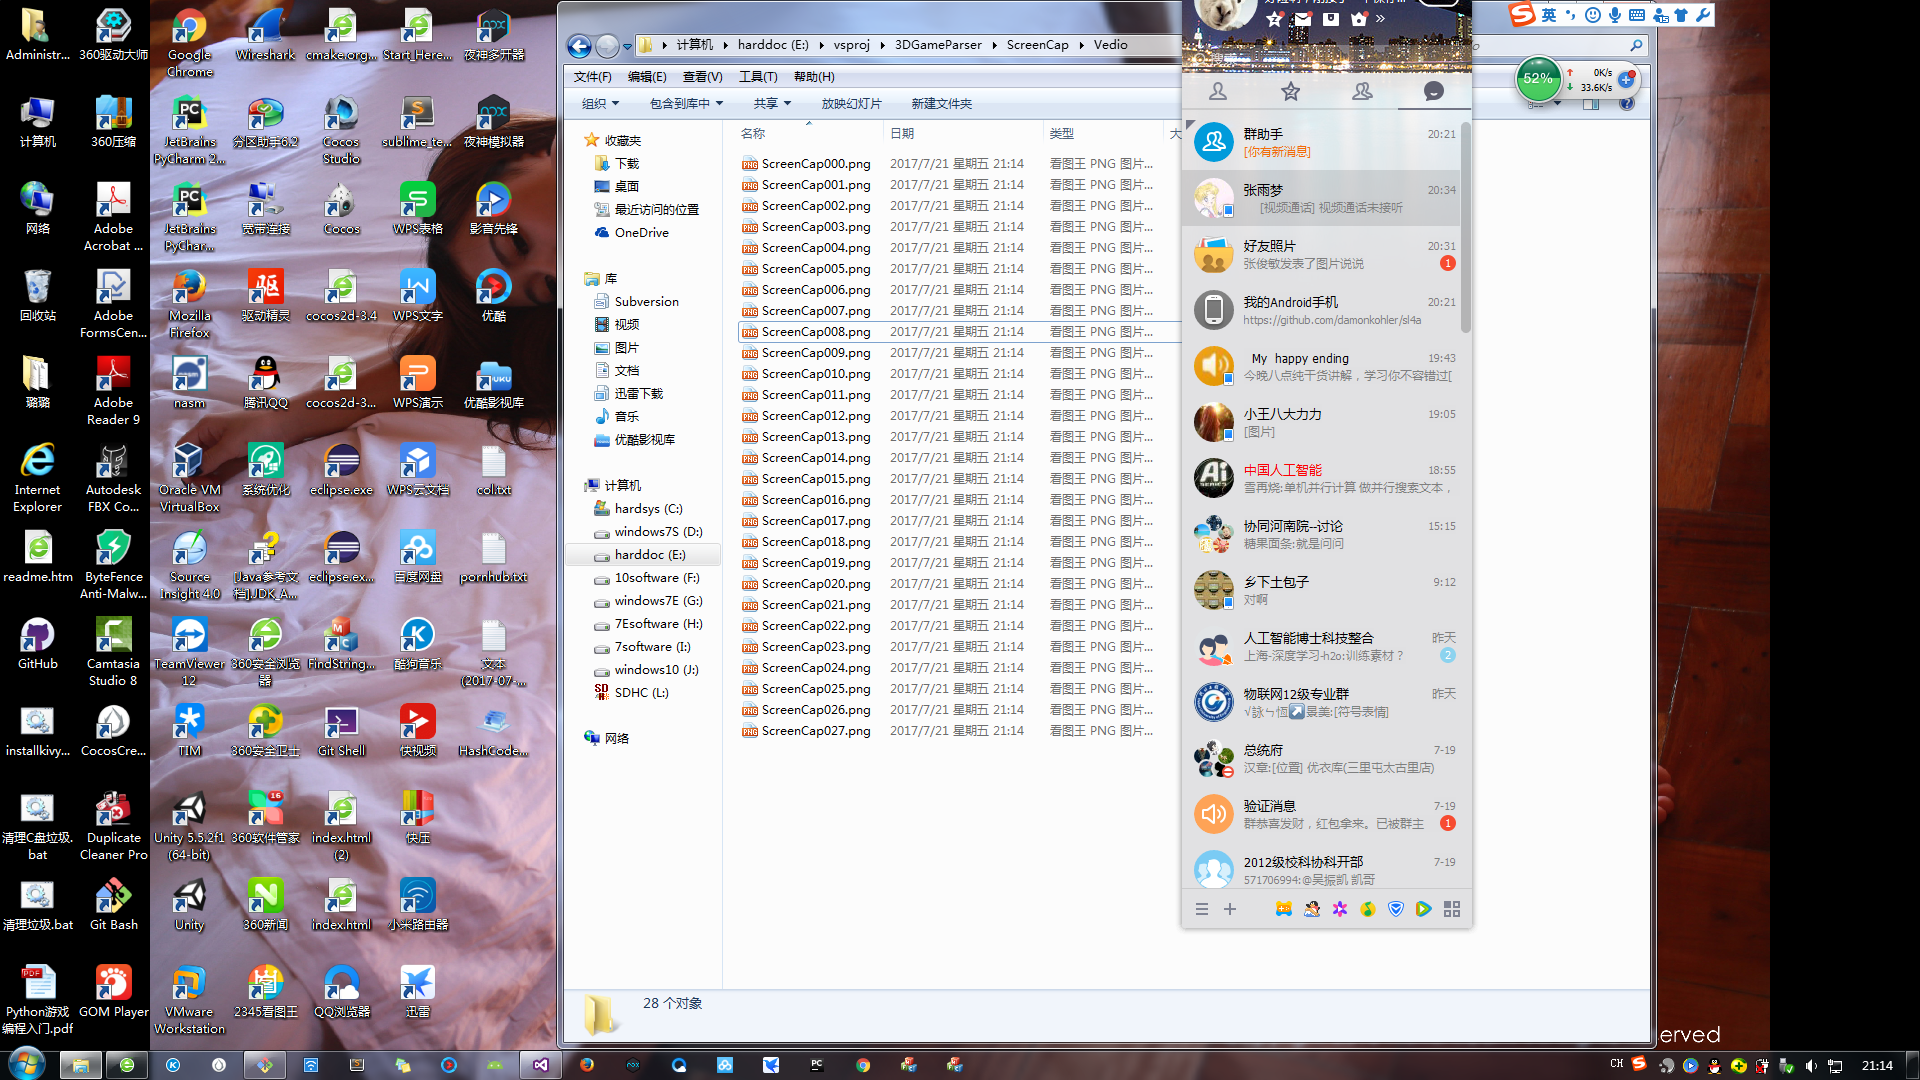 Administr...
360驱动大师
Google Chrome
Wireshark
cmake.org...
Start_Here...
夜神多开器
计算机
360压缩
JetBrains PyCharm 2...
分区助手6.2
Cocos Studio
sublime_te...
夜神模拟器
网络
Adobe Acrobat ...
JetBrains PyChar...
宽带连接
Cocos
WPS表格
影音先锋
回收站
Adobe FormsCen...
Mozilla Firefox
驱动精灵
cocos2d-3.4
WPS文字
优酷
璐璐
Adobe Reader 9
nasm
腾讯QQ
cocos2d-3...
WPS演示
优酷影视库
Internet Explorer
Autodesk FBX Co...
Oracle VM VirtualBox
系统优化
eclipse.exe
WPS云文档
col.txt
readme.htm
ByteFence Anti-Malw...
Source Insight 4.0
[Java参考文档].JDK_A...
eclipse.ex...
百度网盘
pornhub.txt
GitHub
Camtasia Studio 8
TeamViewer 12
360安全浏览器
FindString...
酷狗音乐
文本 (2017-07-...
installkivy...
CocosCre...
TIM
360安全卫士
Git Shell
快视频
HashCode...
清理C盘垃圾.bat
Duplicate Cleaner Pro
Unity 5.5.2f1 (64-bit)
360软件管家
16
index.html (2)
快压
清理垃圾.bat
Git Bash
Unity
360新闻
index.html
小米路由器
Python游戏编程入门.pdf
GOM Player
VMware Workstation
2345看图王
QQ浏览器
迅雷
计算机 harddoc (E:) vsproj 3DGameParser ScreenCap Vedio
文件(F) 编辑(E) 查看(V) 工具(T) 帮助(H)
组织 包含到库中 共享 放映幻灯片 新建文件夹
收藏夹
下载
桌面
最近访问的位置
OneDrive
库
Subversion
视频
图片
文档
迅雷下载
音乐
优酷影视库
计算机
hardsys (C:)
windows7S (D:)
harddoc (E:)
10software (F:)
windows7E (G:)
7Esoftware (H:)
7software (I:)
windows10 (J:)
SDHC (L:)
网络
名称 日期 类型 大
ScreenCap000.png 2017/7/21 星期五 21:14 看图王 PNG 图片...
ScreenCap001.png 2017/7/21 星期五 21:14 看图王 PNG 图片...
ScreenCap002.png 2017/7/21 星期五 21:14 看图王 PNG 图片...
ScreenCap003.png 2017/7/21 星期五 21:14 看图王 PNG 图片...
ScreenCap004.png 2017/7/21 星期五 21:14 看图王 PNG 图片...
ScreenCap005.png 2017/7/21 星期五 21:14 看图王 PNG 图片...
ScreenCap006.png 2017/7/21 星期五 21:14 看图王 PNG 图片...
ScreenCap007.png 2017/7/21 星期五 21:14 看图王 PNG 图片...
ScreenCap008.png 2017/7/21 星期五 21:14 看图王 PNG 图片...
ScreenCap009.png 2017/7/21 星期五 21:14 看图王 PNG 图片...
ScreenCap010.png 2017/7/21 星期五 21:14 看图王 PNG 图片...
ScreenCap011.png 2017/7/21 星期五 21:14 看图王 PNG 图片...
ScreenCap012.png 2017/7/21 星期五 21:14 看图王 PNG 图片...
ScreenCap013.png 2017/7/21 星期五 21:14 看图王 PNG 图片...
ScreenCap014.png 2017/7/21 星期五 21:14 看图王 PNG 图片...
ScreenCap015.png 2017/7/21 星期五 21:14 看图王 PNG 图片...
ScreenCap016.png 2017/7/21 星期五 21:14 看图王 PNG 图片...
ScreenCap017.png 2017/7/21 星期五 21:14 看图王 PNG 图片...
ScreenCap018.png 2017/7/21 星期五 21:14 看图王 PNG 图片...
ScreenCap019.png 2017/7/21 星期五 21:14 看图王 PNG 图片...
ScreenCap020.png 2017/7/21 星期五 21:14 看图王 PNG 图片...
ScreenCap021.png 2017/7/21 星期五 21:14 看图王 PNG 图片...
ScreenCap022.png 2017/7/21 星期五 21:14 看图王 PNG 图片...
ScreenCap023.png 2017/7/21 星期五 21:14 看图王 PNG 图片...
ScreenCap024.png 2017/7/21 星期五 21:14 看图王 PNG 图片...
ScreenCap025.png 2017/7/21 星期五 21:14 看图王 PNG 图片...
ScreenCap026.png 2017/7/21 星期五 21:14 看图王 PNG 图片...
ScreenCap027.png 2017/7/21 星期五 21:14 看图王 PNG 图片...
28 个对象
群助手 20:21
[你有新消息]
张雨梦 20:34
[视频通话] 视频通话未接听
好友照片 20:31
张俊敏发表了图片说说 1
我的Android手机 20:21
https://github.com/damonkohler/sl4a
My happy ending 19:43
今晚八点纯干货讲解，学习你不容错过[
小王八大力力 19:05
[图片]
中国人工智能 18:55
雪再烧:单机并行计算 做并行搜索文本，
协同河南院--讨论 15:15
糖果面条:就是问问
乡下土包子 9:12
对啊
人工智能博士科技整合 昨天
上海-深度学习-h2o:训练素材？ 2
物联网12级专业群 昨天
√詠ㄣ恆↗景美:[符号表情]
总统府 7-19
汉章:[位置] 优衣库(三里屯太古里店)
验证消息 7-19
群恭喜发财，红包拿来。已被群主 1
2012级校科协科开部 7-19
571706994:@吴振凯 凯哥
英
52% 0K/s
33.6K/s
erved
CH 21:14